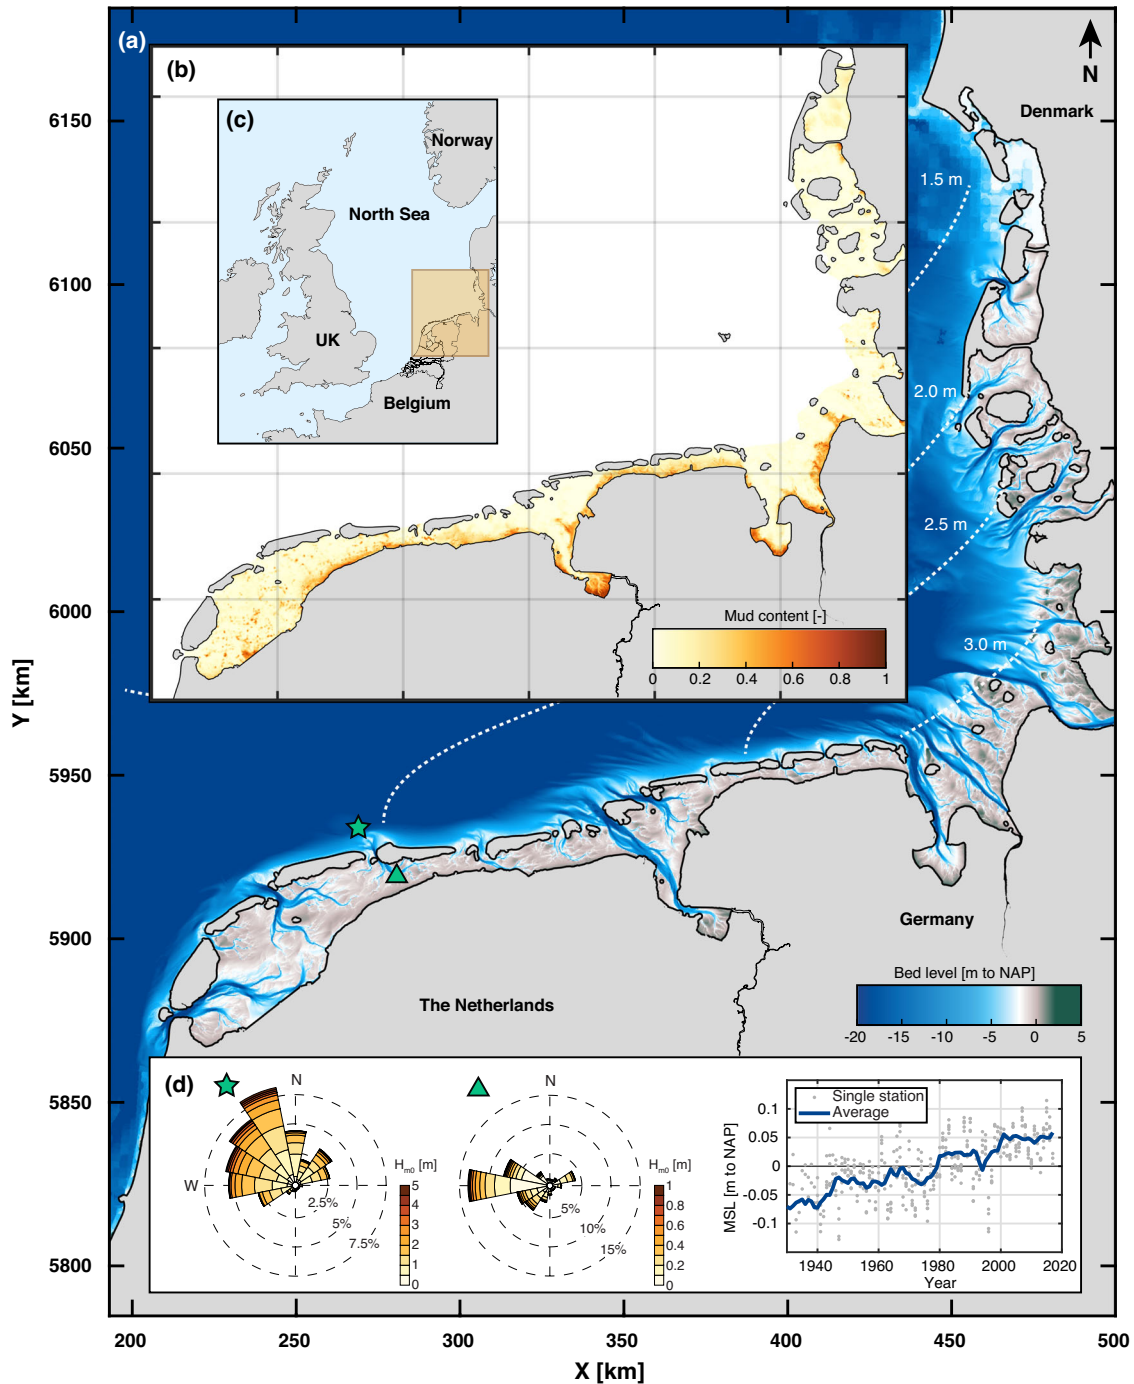 (a)
(b)
(c)
Norway
North Sea
UK
Belgium
N
Denmark
1.5 m
2.0 m
2.5 m
3.0 m
Mud content [-]
0 0.2 0.4 0.6 0.8 1
Germany
The Netherlands
Bed level [m to NAP]
-20 -15 -10 -5 0 5
(d)
N
W
2.5%
5%
7.5%
Hm0 [m]
5
4
3
2
1
0
N
5%
10%
15%
Hm0 [m]
1
0.8
0.6
0.4
0.2
0
Single station
Average
MSL [m to NAP]
0.1
0.05
0
-0.05
-0.1
1940 1960 1980 2000 2020
Year
Y [km]
6150
6100
6050
6000
5950
5900
5850
5800
200 250 300 350 400 450 500
X [km]